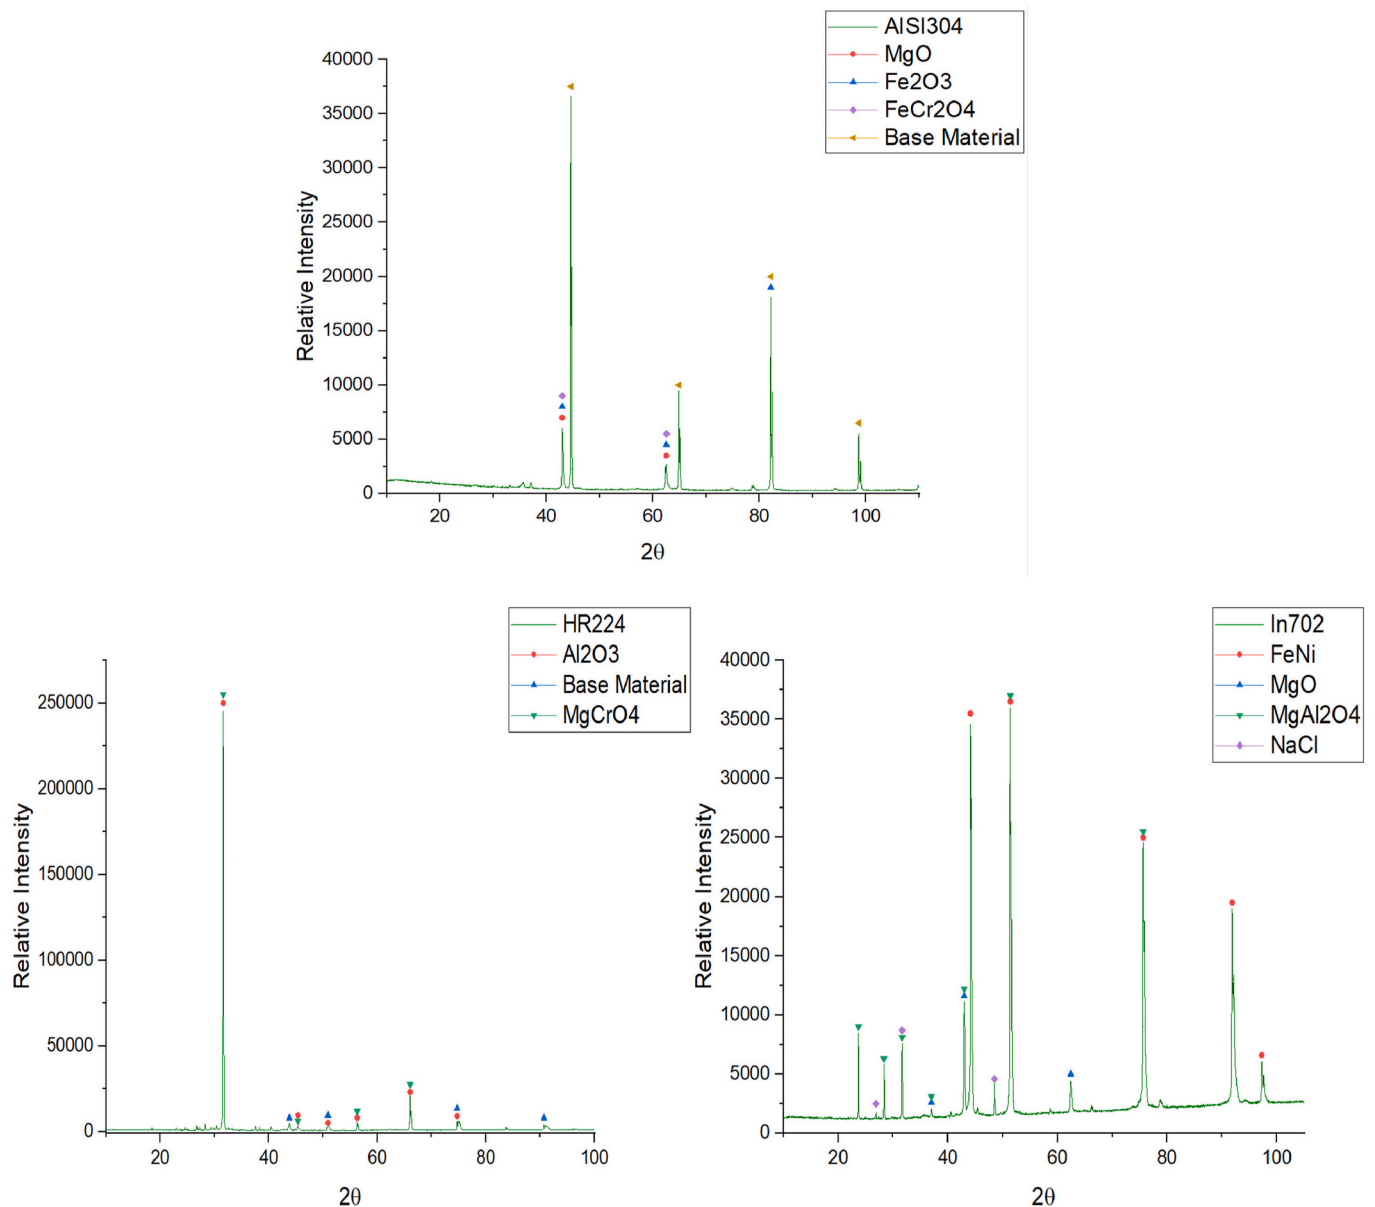 AISI304
MgO
Fe2O3
FeCr2O4
Base Material
40000
35000
30000
25000
20000
15000
10000
5000
0
Relative Intensity
20 40 60 80 100
2θ
HR224
Al2O3
Base Material
MgCrO4
250000
200000
150000
100000
50000
0
Relative Intensity
20 40 60 80 100
2θ
In702
FeNi
MgO
MgAl2O4
NaCl
40000
35000
30000
25000
20000
15000
10000
5000
0
Relative Intensity
20 40 60 80 100
2θ